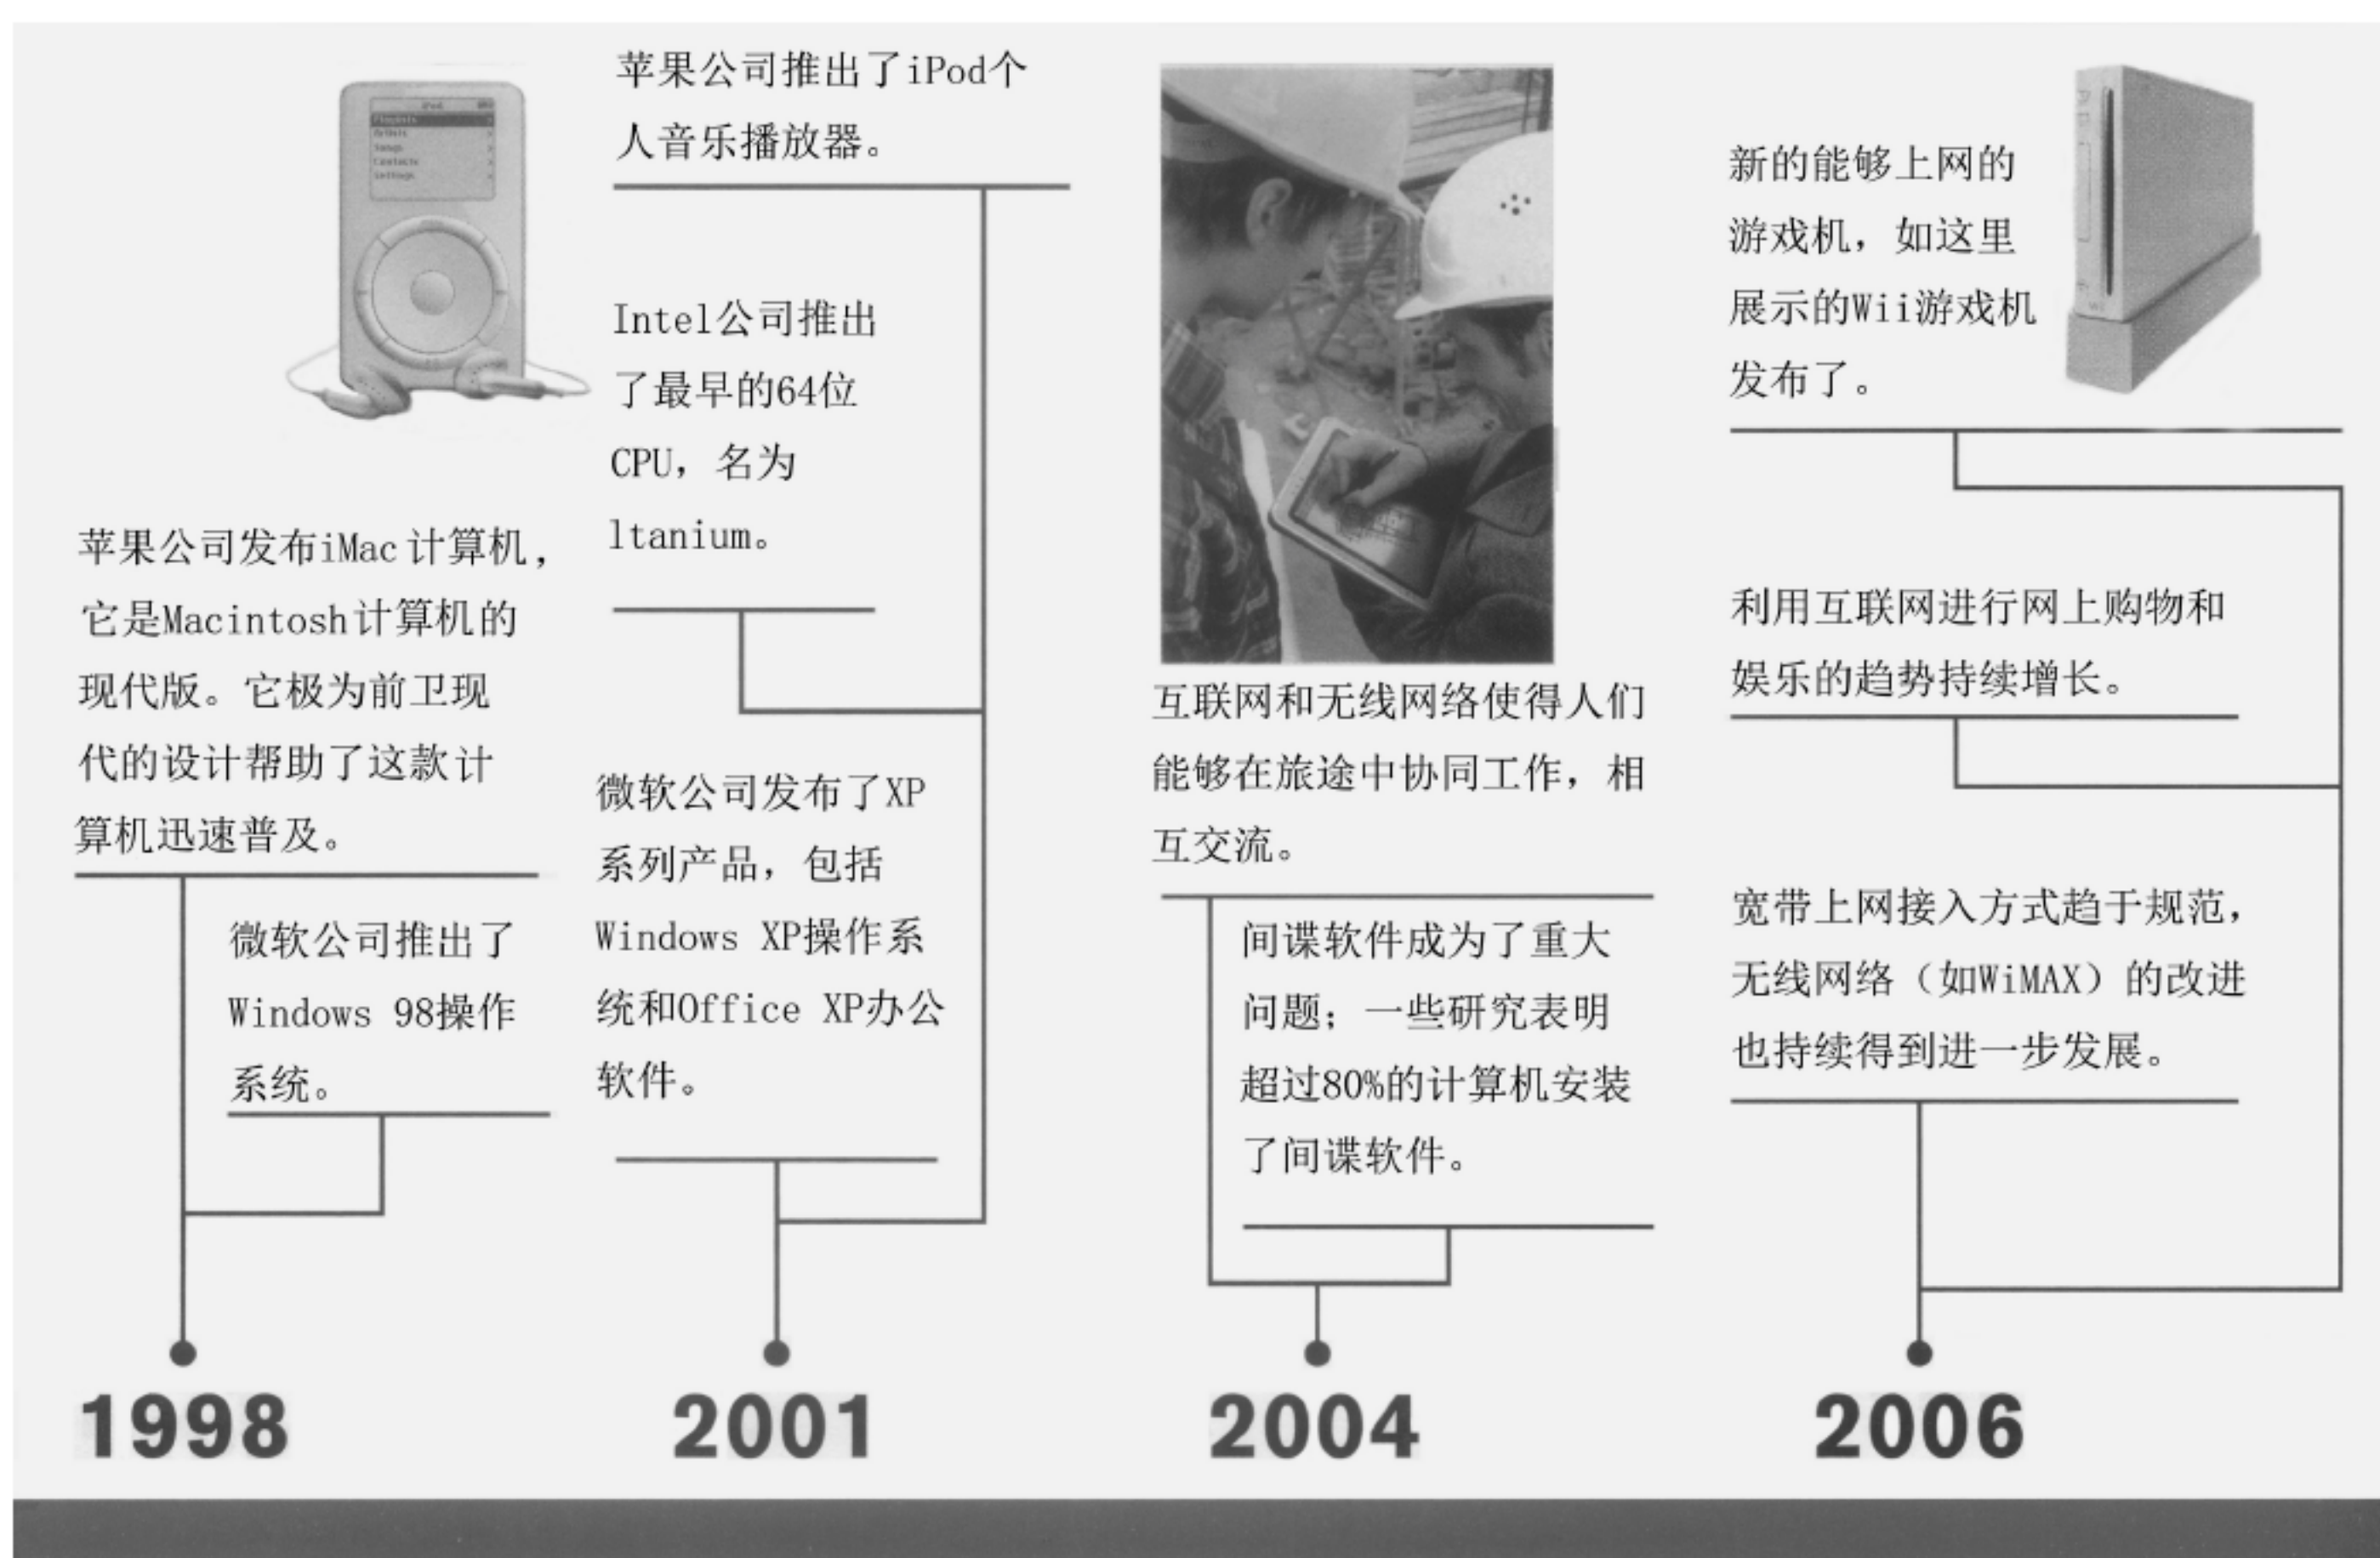 iPod
Playlists
Artists
Songs
Contacts
Settings
苹果公司发布iMac计算机，
它是Macintosh计算机的
现代版。它极为前卫现
代的设计帮助了这款计
算机迅速普及。
微软公司推出了
Windows 98操作
系统。
1998
苹果公司推出了iPod个
人音乐播放器。
Intel公司推出
了最早的64位
CPU，名为
ltanium。
微软公司发布了XP
系列产品，包括
Windows XP操作系
统和Office XP办公
软件。
2001
互联网和无线网络使得人们
能够在旅途中协同工作，相
互交流。
间谍软件成为了重大
问题；一些研究表明
超过80%的计算机安装
了间谍软件。
2004
新的能够上网的
游戏机，如这里
展示的Wii游戏机
发布了。
Wii
利用互联网进行网上购物和
娱乐的趋势持续增长。
宽带上网接入方式趋于规范，
无线网络（如WiMAX）的改进
也持续得到进一步发展。
2006